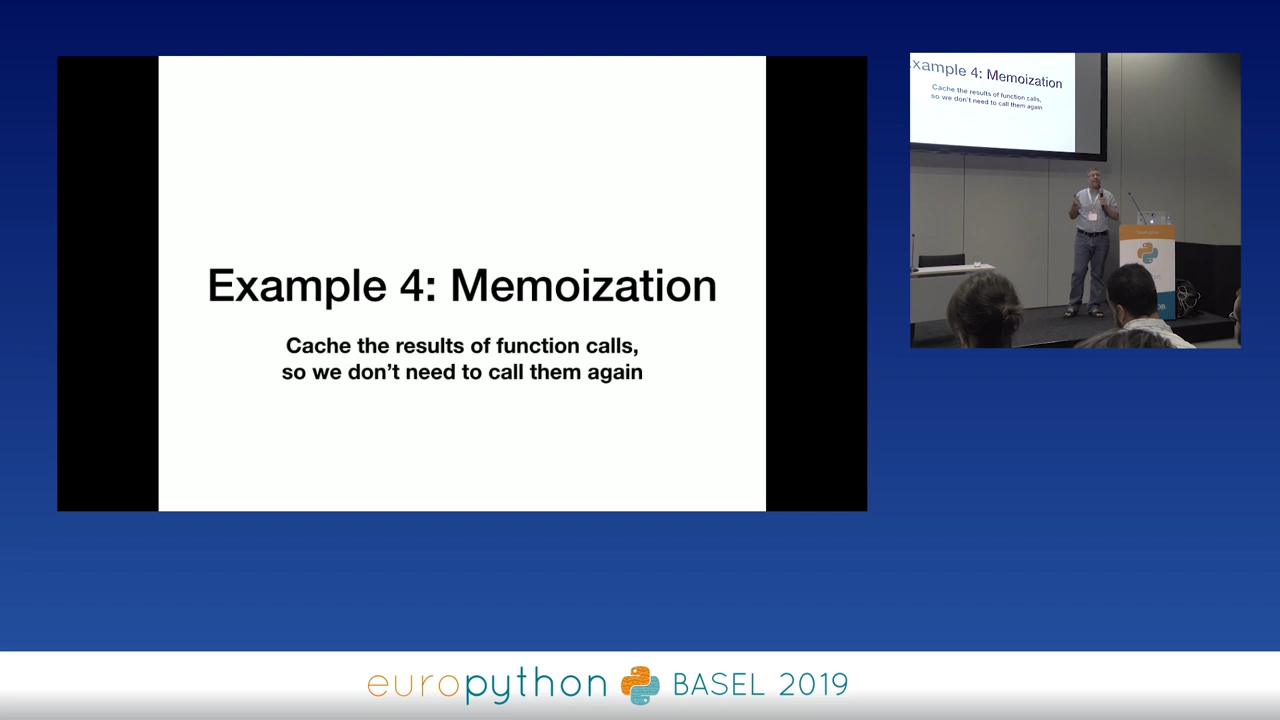 Example 4: Memoization
Cache the results of function calls,
so we don't need to call them again
xample 4: Memoization
Cache the results of function calls,
so we don't need to call them again
europython BASEL 2019